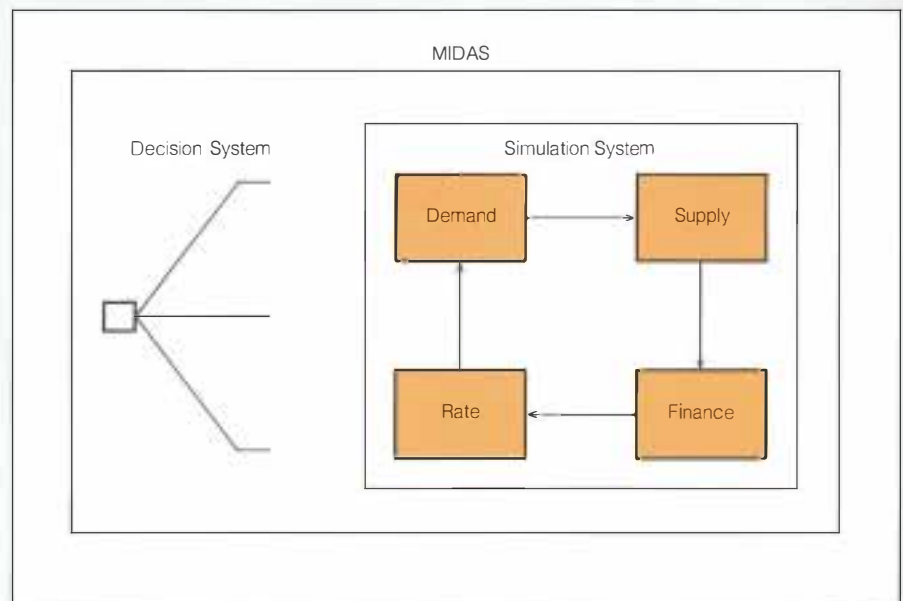 MIDAS
Decision System
Simulation System
Demand
Supply
Rate
Finance